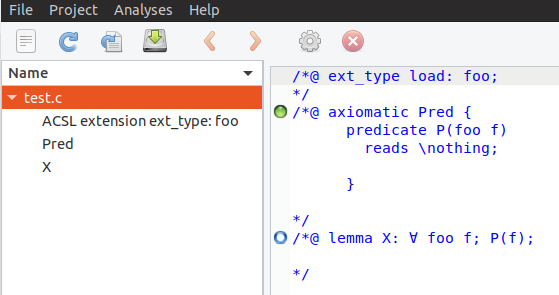 File Project Analyses Help
Name
test.c
ACSL extension ext_type: foo
Pred
X
/*@ ext_type load: foo;
*/
/*@ axiomatic Pred {
predicate P(foo f)
reads \nothing;
}
*/
/*@ lemma X: ∀ foo f; P(f);
*/